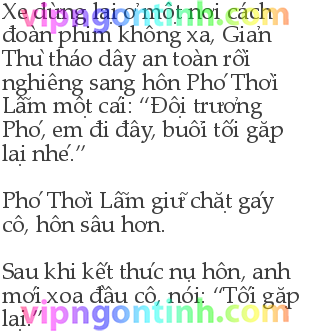 Xe dừng lại ở một nơi cách
đoàn phim không xa, Giản
Thư tháo dây an toàn rồi
nghiêng sang hôn Phó Thời
Lẫm một cái: “Đội trưởng
Phó, em đi đây, buổi tối gặp
lại nhé.”
Phó Thời Lẫm giữ chặt gáy
cô, hôn sâu hơn.
Sau khi kết thúc nụ hôn, anh
mới xoa đầu cô, nói: “Tối gặp
lại.”
vipngontinh.com
vipngontinh.com